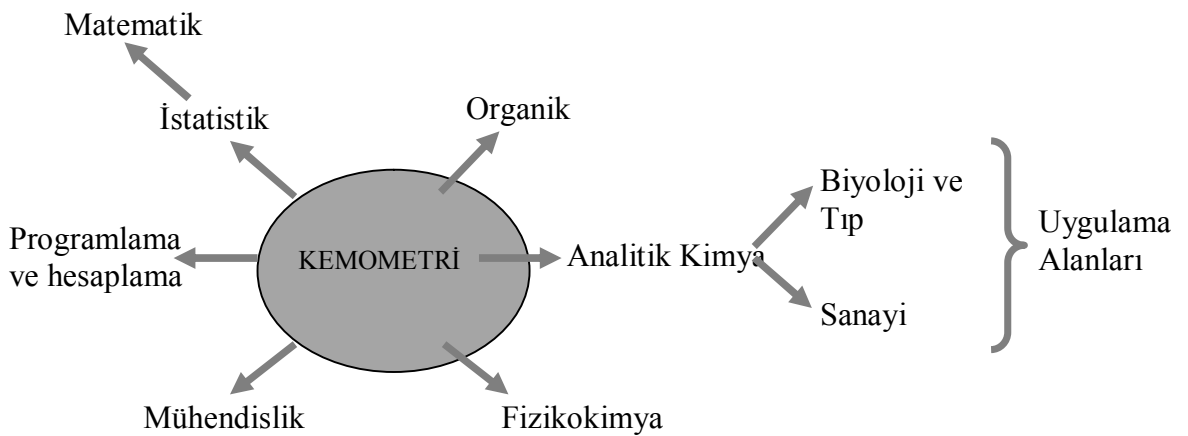 Matematik
İstatistik
Organik
Biyoloji ve
Tıp
Programlama
ve hesaplama
KEMOMETRİ
Analitik Kimya
Uygulama
Alanları
Sanayi
Mühendislik
Fizikokimya